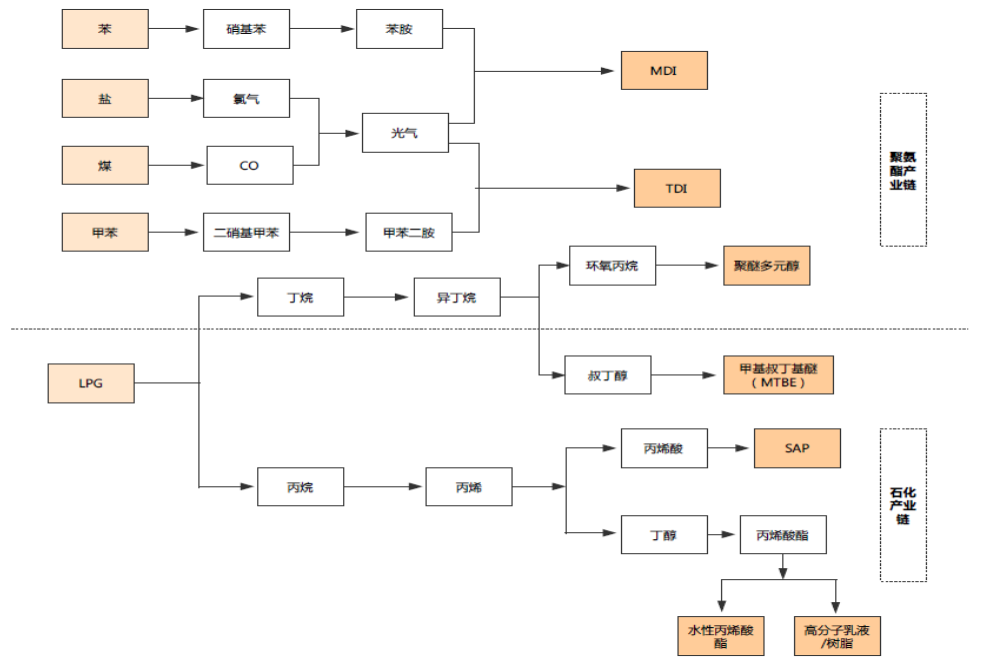 苯
硝基苯
苯胺
MDI
盐
氯气
光气
煤
CO
聚氨
酯产
业链
TDI
甲苯
二硝基甲苯
甲苯二胺
环氧丙烷
聚醚多元醇
丁烷
异丁烷
LPG
叔丁醇
甲基叔丁基醚
（MTBE）
丙烯酸
SAP
丙烷
丙烯
石化
产业
链
丁醇
丙烯酸酯
水性丙烯酸
酯
高分子乳液
/树脂